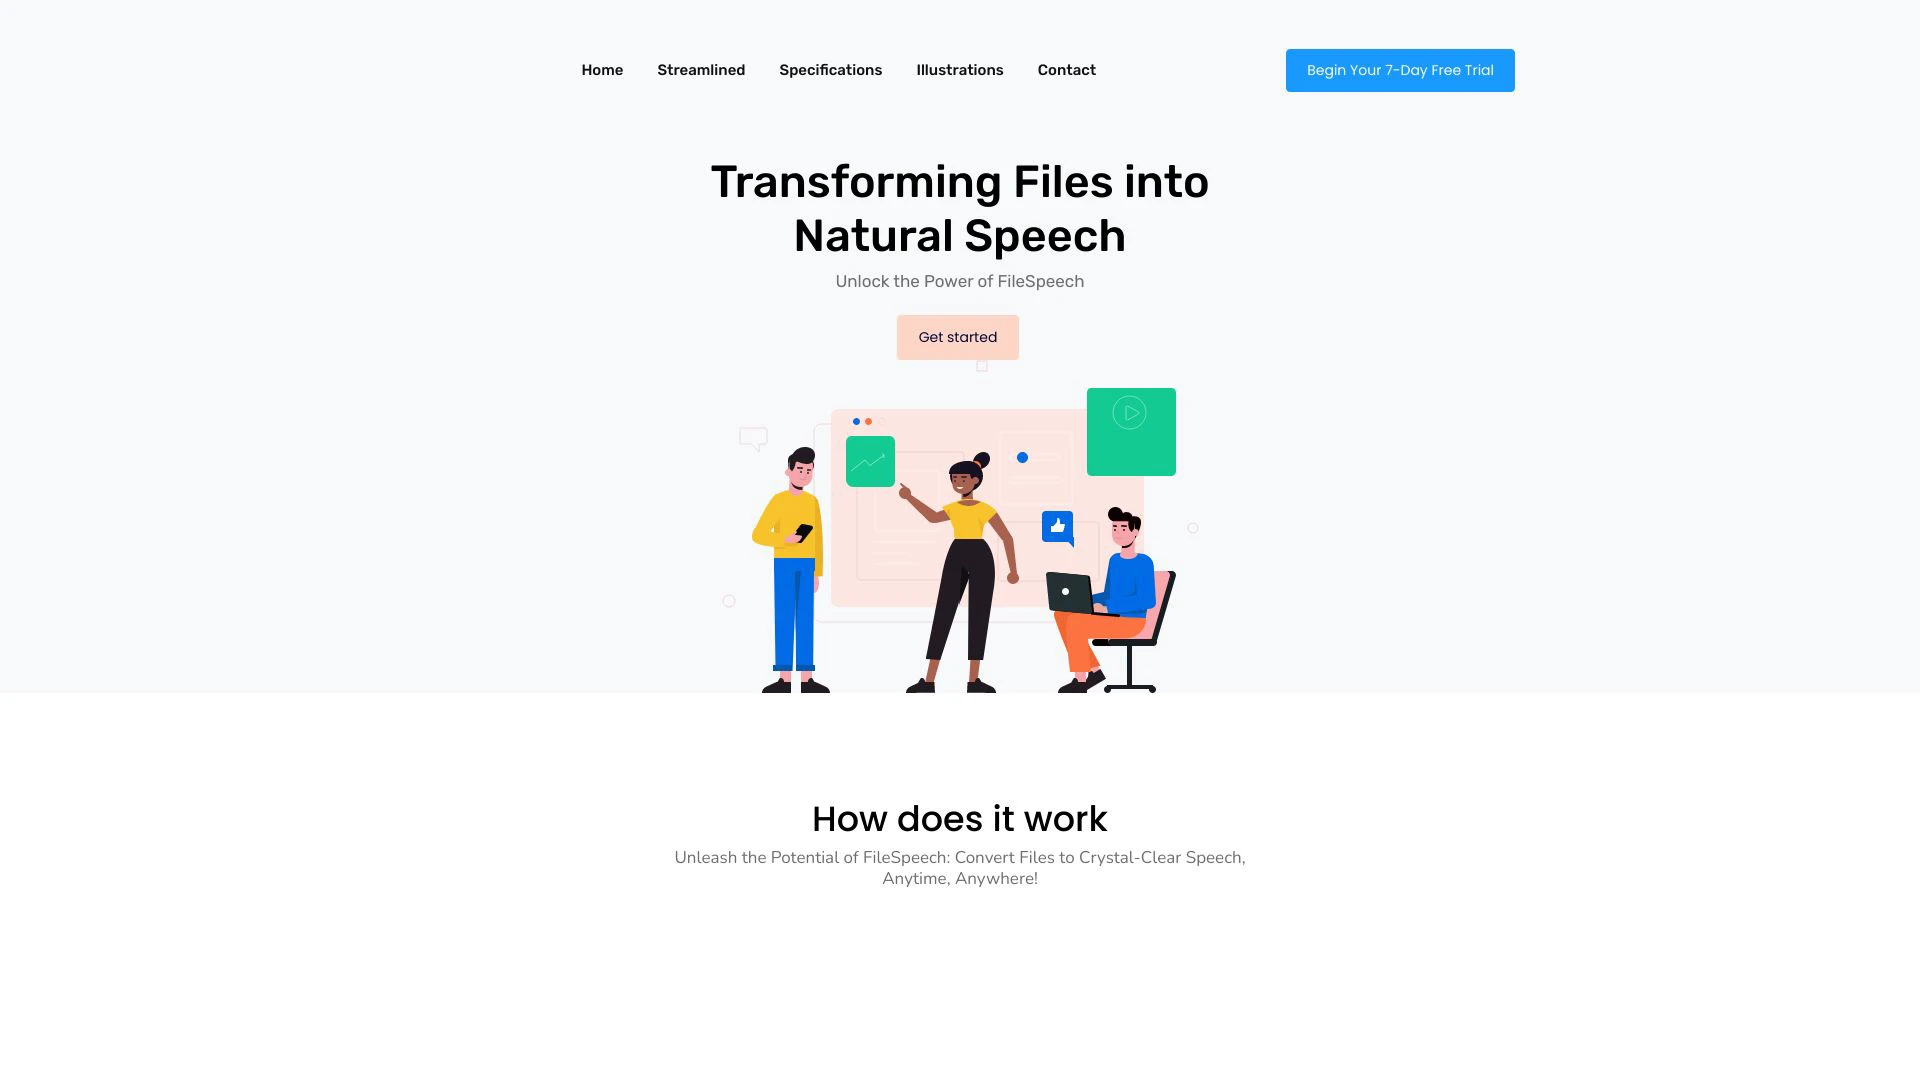 Home
Streamlined
Specifications
Illustrations
Contact
Begin Your 7-Day Free Trial
Transforming Files into
Natural Speech
Unlock the Power of FileSpeech
Get started
How does it work
Unleash the Potential of FileSpeech: Convert Files to Crystal-Clear Speech,
Anytime, Anywhere!